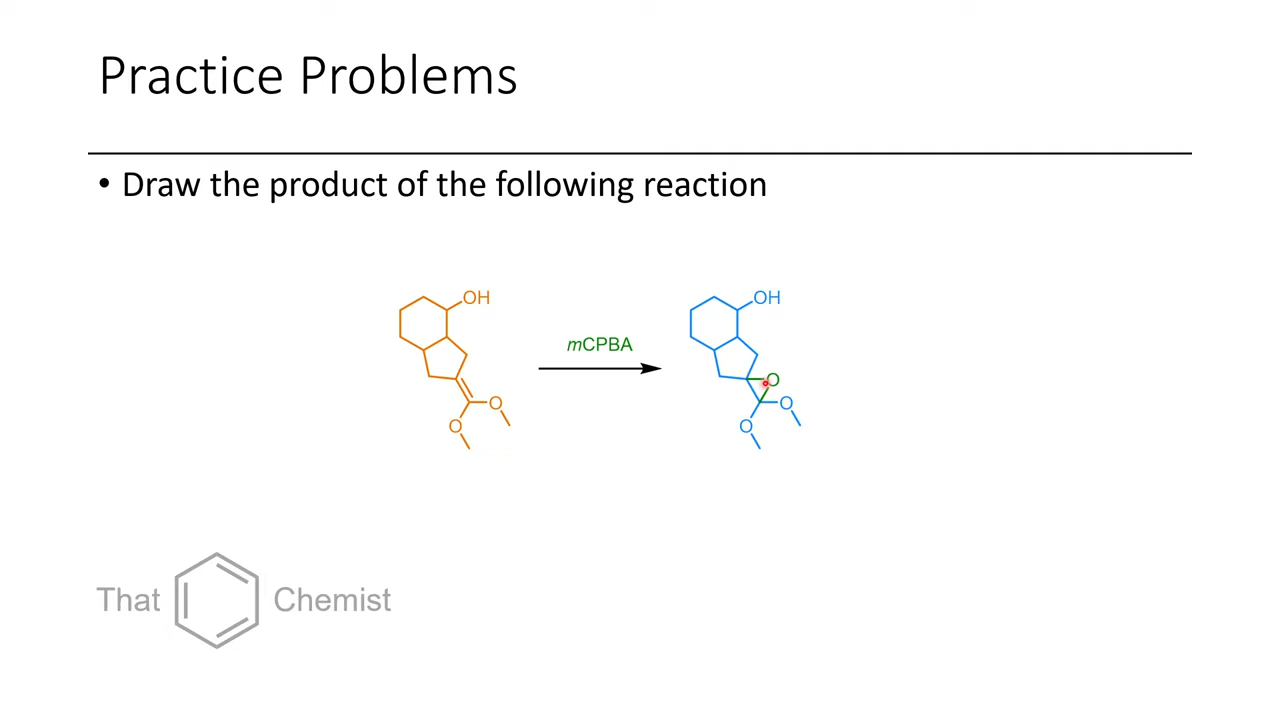 Practice Problems
• Draw the product of the following reaction
OH
mCPBA
OH
O
O
O
O
O
That Chemist